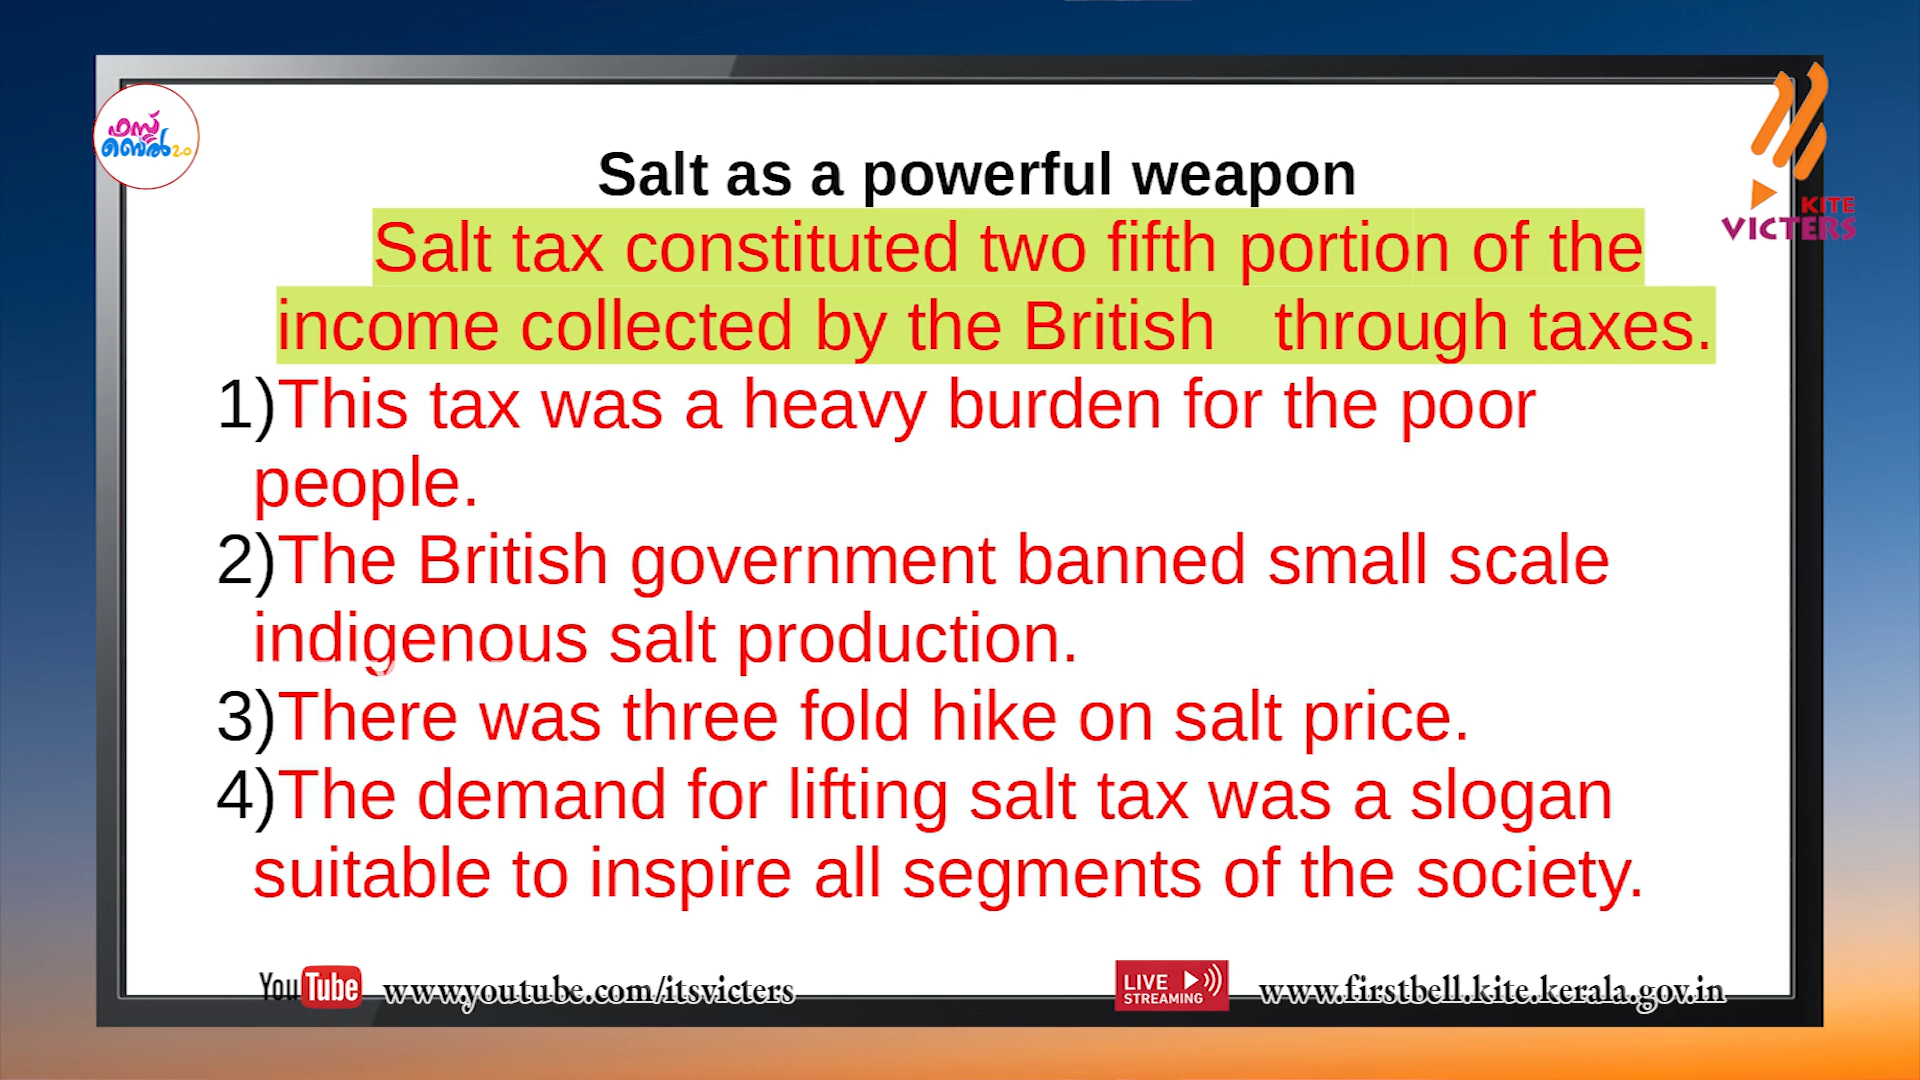 ഫസ്റ്റ്
ബെൽ 2.0
KITE
VICTERS
Salt as a powerful weapon
Salt tax constituted two fifth portion of the
income collected by the British through taxes.
1)This tax was a heavy burden for the poor
people.
2)The British government banned small scale
indigenous salt production.
3)There was three fold hike on salt price.
4)The demand for lifting salt tax was a slogan
suitable to inspire all segments of the society.
YouTube www.youtube.com/itsvicters
LIVE STREAMING www.firstbell.kite.kerala.gov.in